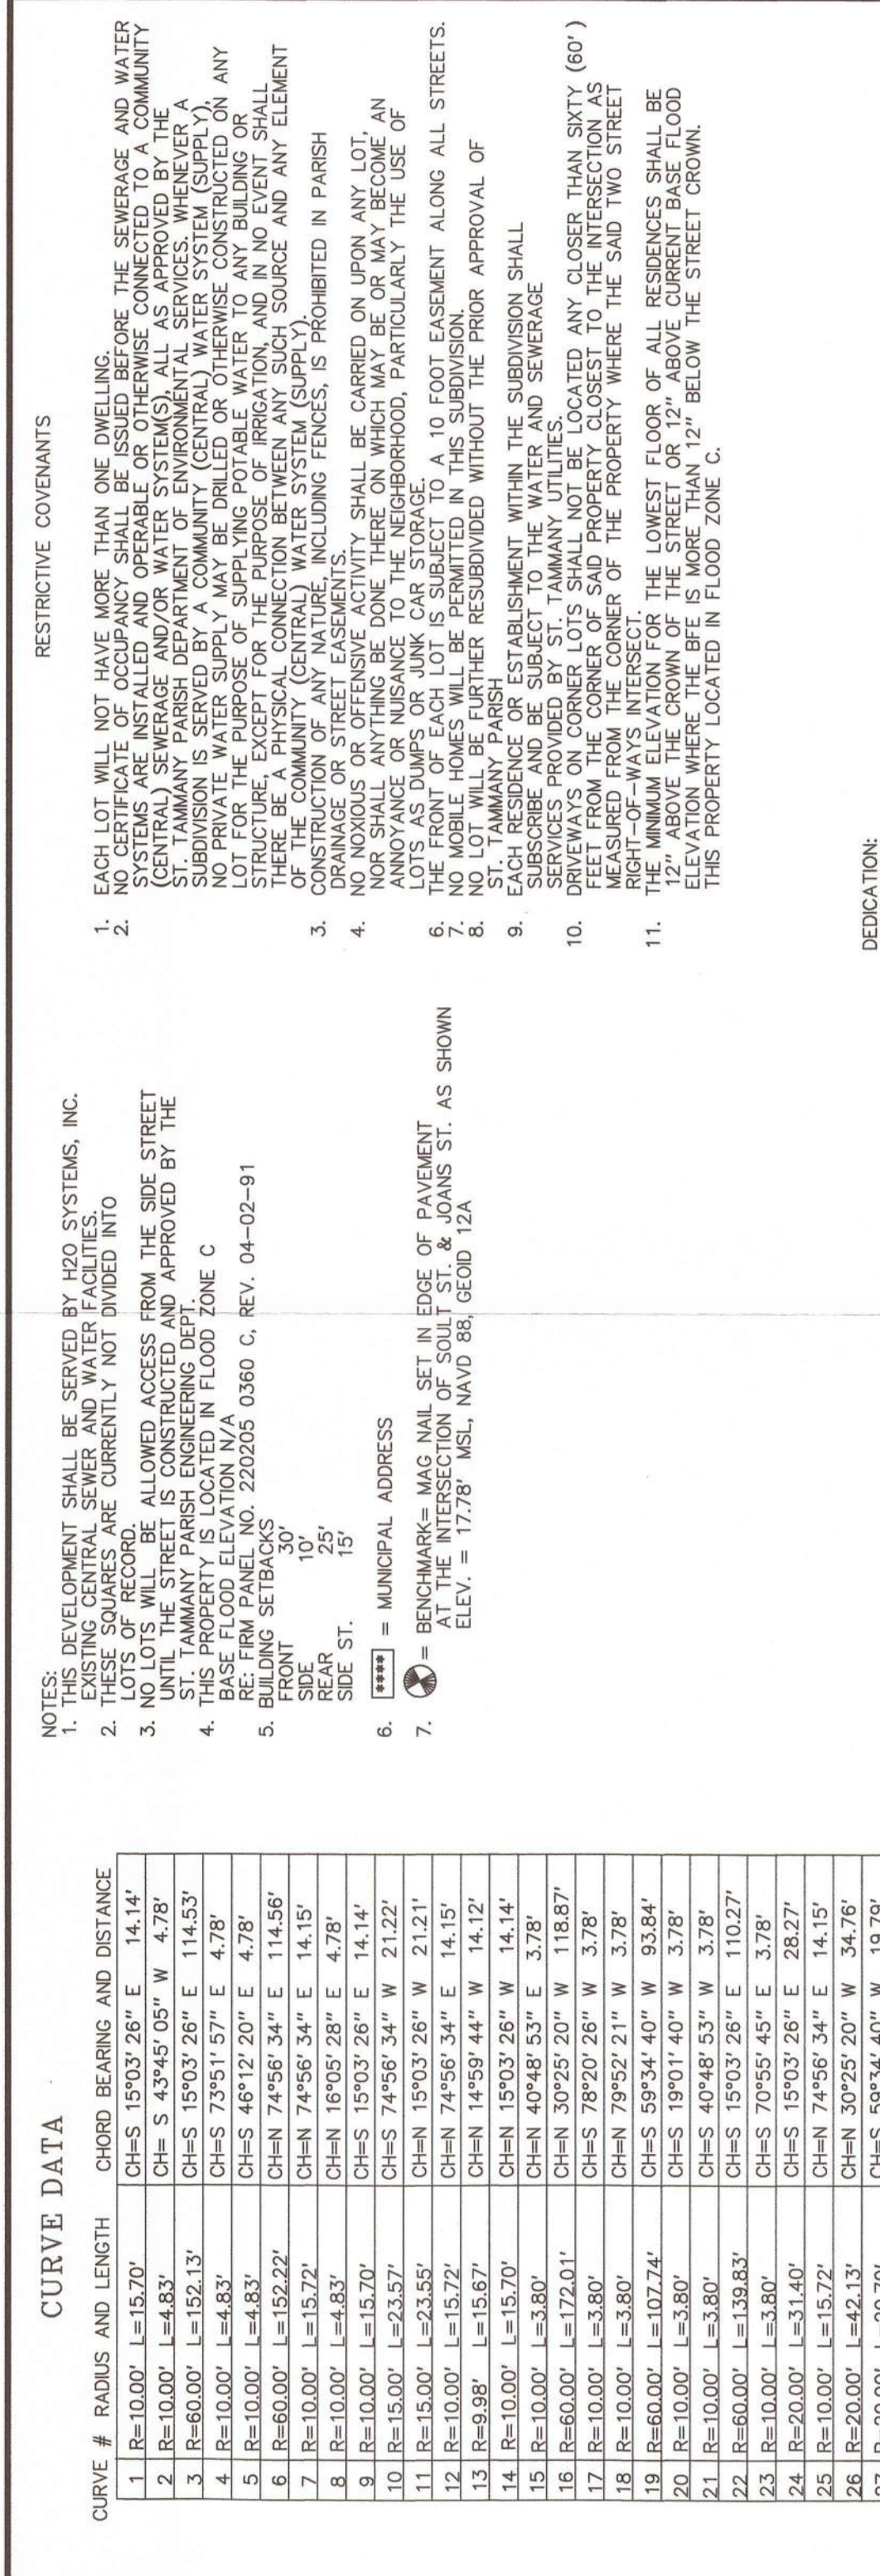 CURVE DATA
CURVE # RADIUS AND LENGTH CHORD BEARING AND DISTANCE
1 R=10.00' L=15.70' CH=S 15°03'26" E 14.14'
2 R=10.00' L=4.83' CH= S 43°45'05" W 4.78'
3 R=60.00' L=152.13' CH=S 15°03'26" E 114.53'
4 R=10.00' L=4.83' CH=S 73°51'57" E 4.78'
5 R=10.00' L=4.83' CH=S 46°12'20" E 4.78'
6 R=60.00' L=152.22' CH=N 74°56'34" E 114.56'
7 R=10.00' L=15.72' CH=N 74°56'34" E 14.15'
8 R=10.00' L=4.83' CH=N 16°05'28" E 4.78'
9 R=10.00' L=15.70' CH=S 15°03'26" E 14.14'
10 R=15.00' L=23.57' CH=S 74°56'34" W 21.22'
11 R=15.00' L=23.55' CH=N 15°03'26" W 21.21'
12 R=10.00' L=15.72' CH=N 74°56'34" E 14.15'
13 R=9.98' L=15.67' CH=N 14°59'44" W 14.12'
14 R=10.00' L=15.70' CH=N 15°03'26" W 14.14'
15 R=10.00' L=3.80' CH=N 40°48'53" E 3.78'
16 R=60.00' L=172.01' CH=N 30°25'20" W 118.87'
17 R=10.00' L=3.80' CH=S 78°20'26" W 3.78'
18 R=10.00' L=3.80' CH=N 79°52'21" W 3.78'
19 R=60.00' L=107.74' CH=S 59°34'40" W 93.84'
20 R=10.00' L=3.80' CH=S 19°01'40" W 3.78'
21 R=10.00' L=3.80' CH=S 40°48'53" W 3.78'
22 R=60.00' L=139.83' CH=S 15°03'26" E 110.27'
23 R=10.00' L=3.80' CH=S 70°55'45" E 3.78'
24 R=20.00' L=31.40' CH=S 15°03'26" E 28.27'
25 R=10.00' L=15.72' CH=N 74°56'34" E 14.15'
26 R=20.00' L=42.13' CH=N 30°25'20" W 34.76'
CH=S 59°34'40" W 19.79'
NOTES:
1. THIS DEVELOPMENT SHALL BE SERVED BY H2O SYSTEMS, INC.
EXISTING CENTRAL SEWER AND WATER FACILITIES.
2. THESE SQUARES ARE CURRENTLY NOT DIVIDED INTO
LOTS OF RECORD.
3. NO LOTS WILL BE ALLOWED ACCESS FROM THE SIDE STREET
UNTIL THE STREET IS CONSTRUCTED AND APPROVED BY THE
ST. TAMMANY PARISH ENGINEERING DEPT.
4. THIS PROPERTY IS LOCATED IN FLOOD ZONE C
BASE FLOOD ELEVATION N/A
RE: FIRM PANEL NO. 220205 0360 C, REV. 04-02-91
5. BUILDING SETBACKS
FRONT 30'
SIDE 10'
REAR 25'
SIDE ST. 15'
6. **** = MUNICIPAL ADDRESS
7. = BENCHMARK= MAG NAIL SET IN EDGE OF PAVEMENT
AT THE INTERSECTION OF SOULT ST. & JOANS ST. AS SHOWN
ELEV. = 17.78' MSL, NAVD 88, GEOID 12A
RESTRICTIVE COVENANTS
1. EACH LOT WILL NOT HAVE MORE THAN ONE DWELLING.
2. NO CERTIFICATE OF OCCUPANCY SHALL BE ISSUED BEFORE THE SEWERAGE AND WATER
SYSTEMS ARE INSTALLED AND OPERABLE OR OTHERWISE CONNECTED TO A COMMUNITY
(CENTRAL) SEWERAGE AND/OR WATER SYSTEM(S), ALL AS APPROVED BY THE
ST. TAMMANY PARISH DEPARTMENT OF ENVIRONMENTAL SERVICES. WHENEVER A
SUBDIVISION IS SERVED BY A COMMUNITY (CENTRAL) WATER SYSTEM (SUPPLY),
NO PRIVATE WATER SUPPLY MAY BE DRILLED OR OTHERWISE CONSTRUCTED ON ANY
LOT FOR THE PURPOSE OF SUPPLYING POTABLE WATER TO ANY BUILDING OR
STRUCTURE, EXCEPT FOR THE PURPOSE OF IRRIGATION, AND IN NO EVENT SHALL
THERE BE A PHYSICAL CONNECTION BETWEEN ANY SUCH SOURCE AND ANY ELEMENT
OF THE COMMUNITY (CENTRAL) WATER SYSTEM (SUPPLY).
3. CONSTRUCTION OF ANY NATURE, INCLUDING FENCES, IS PROHIBITED IN PARISH
DRAINAGE OR STREET EASEMENTS.
4. NO NOXIOUS OR OFFENSIVE ACTIVITY SHALL BE CARRIED ON UPON ANY LOT,
NOR SHALL ANYTHING BE DONE THERE ON WHICH MAY BE OR MAY BECOME AN
ANNOYANCE OR NUISANCE TO THE NEIGHBORHOOD, PARTICULARLY THE USE OF
LOTS AS DUMPS OR JUNK CAR STORAGE.
6. THE FRONT OF EACH LOT IS SUBJECT TO A 10 FOOT EASEMENT ALONG ALL STREETS.
7. NO MOBILE HOMES WILL BE PERMITTED IN THIS SUBDIVISION.
8. NO LOT WILL BE FURTHER RESUBDIVIDED WITHOUT THE PRIOR APPROVAL OF
ST. TAMMANY PARISH
9. EACH RESIDENCE OR ESTABLISHMENT WITHIN THE SUBDIVISION SHALL
SUBSCRIBE AND BE SUBJECT TO THE WATER AND SEWERAGE
SERVICES PROVIDED BY ST. TAMMANY UTILITIES.
10. DRIVEWAYS ON CORNER LOTS SHALL NOT BE LOCATED ANY CLOSER THAN SIXTY (60')
FEET FROM THE CORNER OF SAID PROPERTY CLOSEST TO THE INTERSECTION AS
MEASURED FROM THE CORNER OF THE PROPERTY WHERE THE SAID TWO STREET
RIGHT-OF-WAYS INTERSECT.
11. THE MINIMUM ELEVATION FOR THE LOWEST FLOOR OF ALL RESIDENCES SHALL BE
12" ABOVE THE CROWN OF THE STREET OR 12" ABOVE CURRENT BASE FLOOD
ELEVATION WHERE THE BFE IS MORE THAN 12" BELOW THE STREET CROWN.
THIS PROPERTY LOCATED IN FLOOD ZONE C.
DEDICATION: